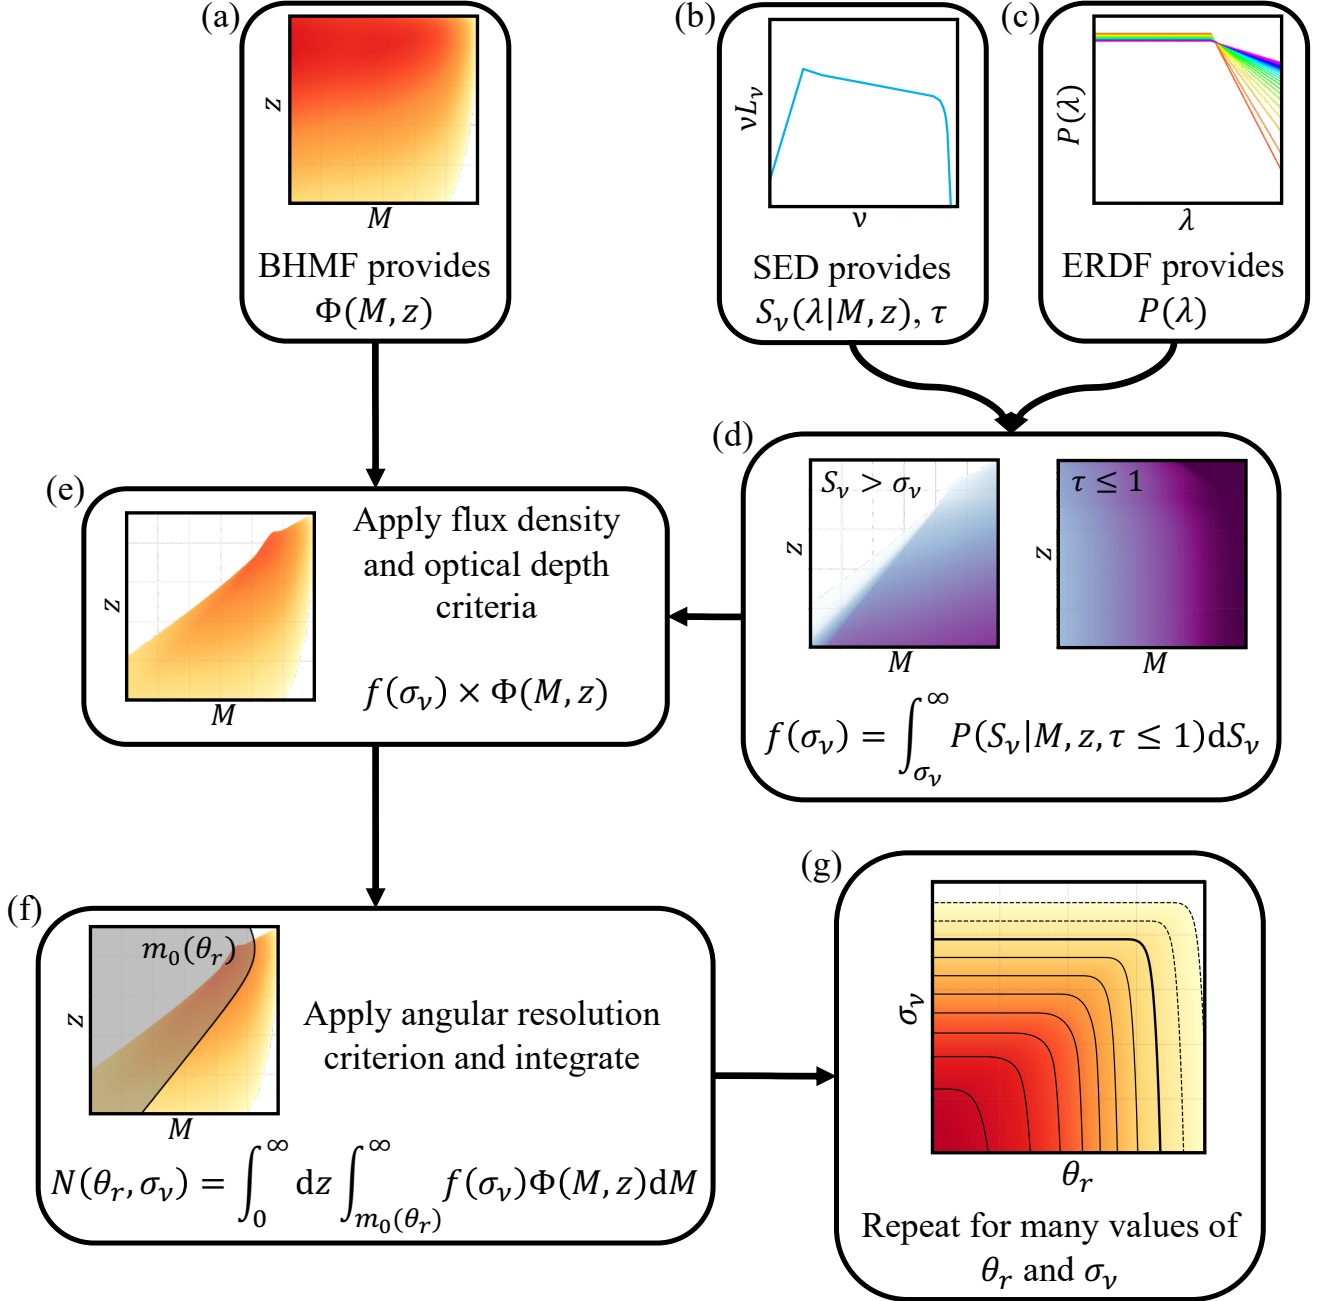 (a)
z
M
BHMF provides
Φ(M, z)
(b)
νL_ν
ν
SED provides
S_ν(λ|M, z), τ
(c)
P(λ)
λ
ERDF provides
P(λ)
(d)
S_ν > σ_ν
z
M
τ ≤ 1
z
M
f(σ_ν) = ∫_{σ_ν}^{∞} P(S_ν|M, z, τ ≤ 1)dS_ν
(e)
z
M
Apply flux density
and optical depth
criteria
f(σ_ν) × Φ(M, z)
(f)
m_0(θ_r)
z
M
Apply angular resolution
criterion and integrate
N(θ_r, σ_ν) = ∫_0^∞ dz ∫_{m_0(θ_r)}^∞ f(σ_ν)Φ(M, z)dM
(g)
σ_ν
θ_r
Repeat for many values of
θ_r and σ_ν